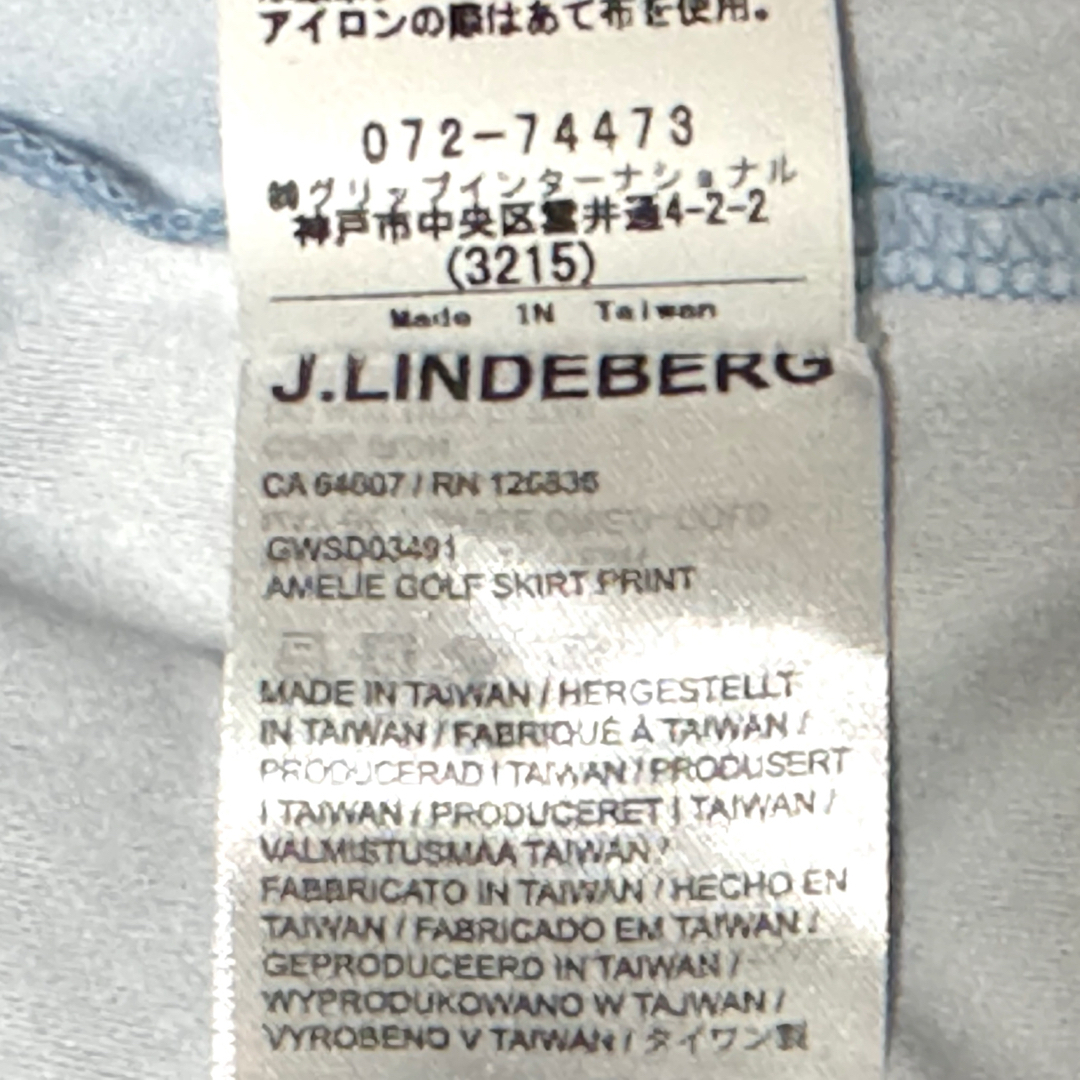 アイロンの際はあて布を使用。
072-74473
㈱グリップインターナショナル
神戸市中央区雲井通4-2-2
(3215)
Made IN Taiwan
J.LINDEBERG
CA 64607 / RN 126835
GWSD03491
AMELIE GOLF SKIRT PRINT
MADE IN TAIWAN / HERGESTELLT
IN TAIWAN / FABRIQUÉ À TAIWAN /
PRODUCERAD I TAIWAN / PRODUSERT
I TAIWAN / PRODUCERET I TAIWAN /
VALMISTUSMAA TAIWAN /
FABBRICATO IN TAIWAN / HECHO EN
TAIWAN / FABRICADO EM TAIWAN /
GEPRODUCEERD IN TAIWAN /
WYPRODUKOWANO W TAJWAN /
VYROBENO V TAIWAN / タイワン製